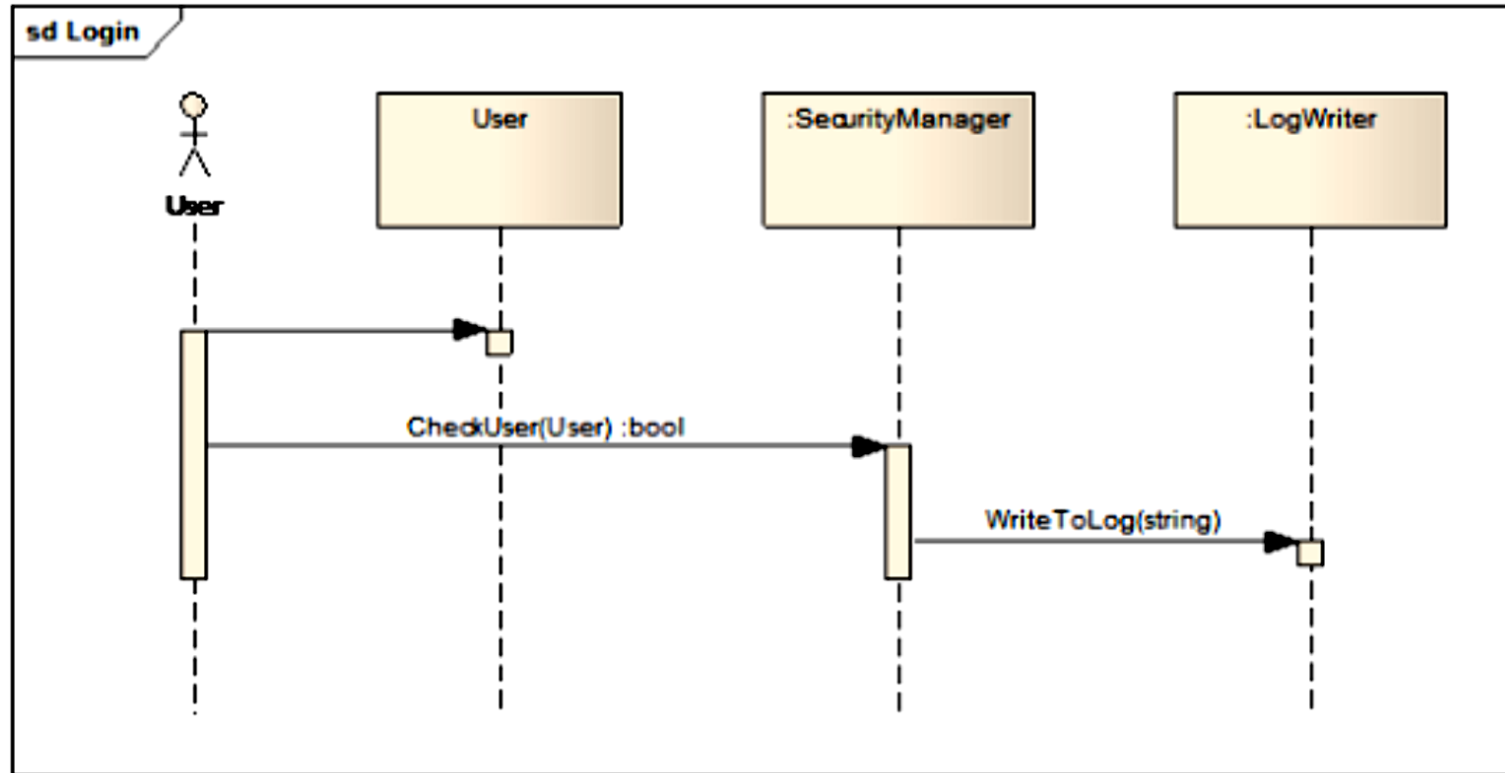 sd Login
User
User
:SecurityManager
:LogWriter
CheckUser(User) :bool
WriteToLog(string)